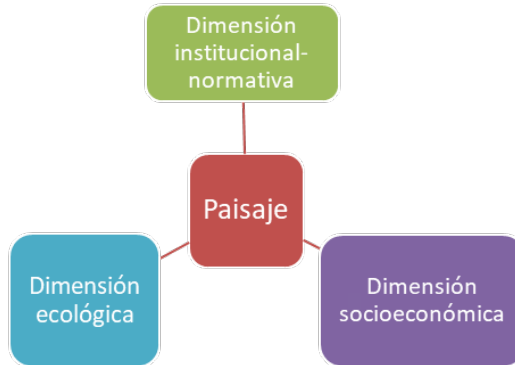 Dimensión
institucional-
normativa
Paisaje
Dimensión
ecológica
Dimensión
socioeconómica